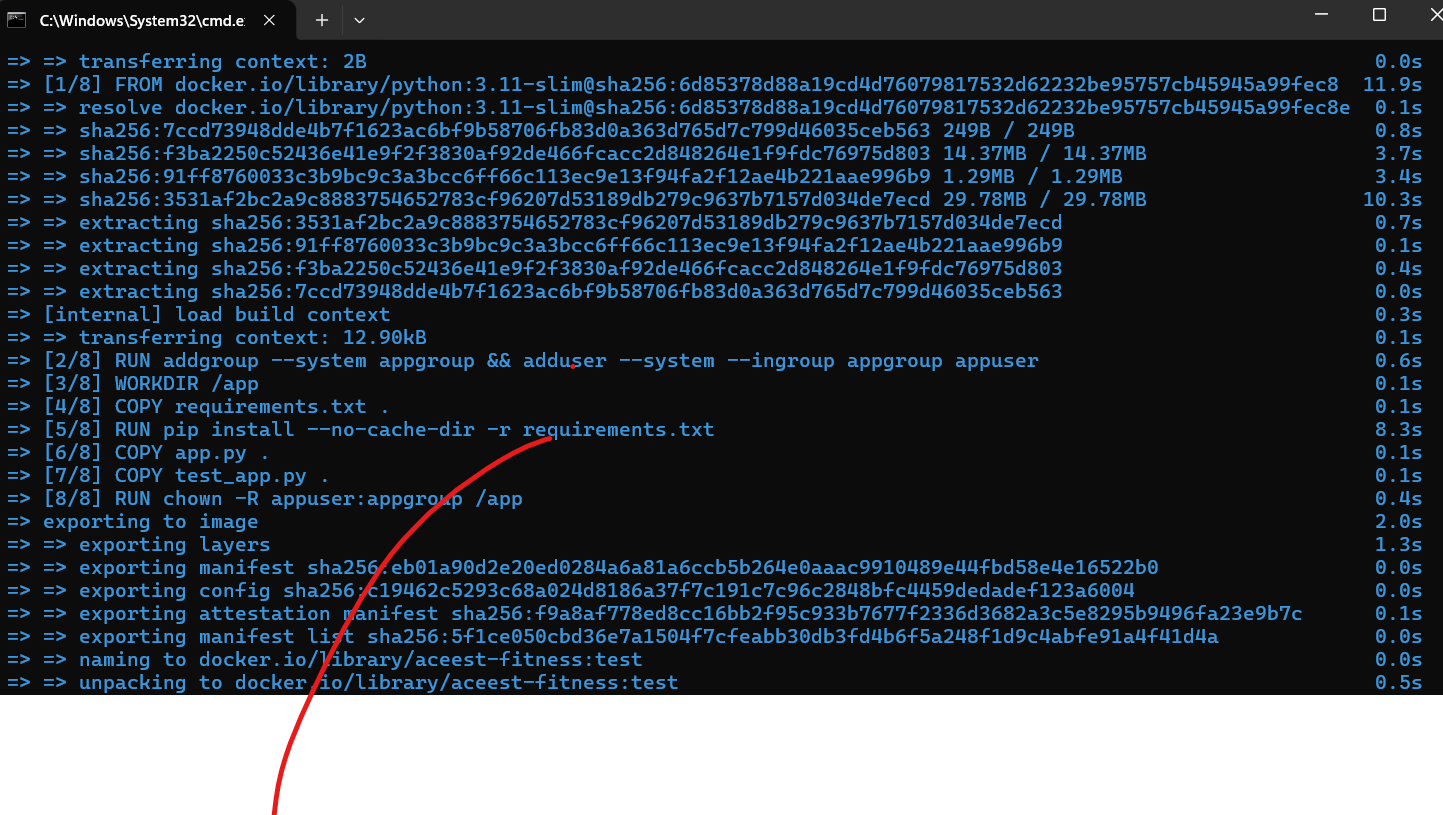 C:\Windows\System32\cmd.e
=> => transferring context: 2B 0.0s
=> [1/8] FROM docker.io/library/python:3.11-slim@sha256:6d85378d88a19cd4d76079817532d62232be95757cb45945a99fec8 11.9s
=> => resolve docker.io/library/python:3.11-slim@sha256:6d85378d88a19cd4d76079817532d62232be95757cb45945a99fec8e 0.1s
=> => sha256:7ccd73948dde4b7f1623ac6bf9b58706fb83d0a363d765d7c799d46035ceb563 249B / 249B 0.8s
=> => sha256:f3ba2250c52436e41e9f2f3830af92de466fcacc2d848264e1f9fdc76975d803 14.37MB / 14.37MB 3.7s
=> => sha256:91ff8760033c3b9bc9c3a3bcc6ff66c113ec9e13f94fa2f12ae4b221aae996b9 1.29MB / 1.29MB 3.4s
=> => sha256:3531af2bc2a9c8883754652783cf96207d53189db279c9637b7157d034de7ecd 29.78MB / 29.78MB 10.3s
=> => extracting sha256:3531af2bc2a9c8883754652783cf96207d53189db279c9637b7157d034de7ecd 0.7s
=> => extracting sha256:91ff8760033c3b9bc9c3a3bcc6ff66c113ec9e13f94fa2f12ae4b221aae996b9 0.1s
=> => extracting sha256:f3ba2250c52436e41e9f2f3830af92de466fcacc2d848264e1f9fdc76975d803 0.4s
=> => extracting sha256:7ccd73948dde4b7f1623ac6bf9b58706fb83d0a363d765d7c799d46035ceb563 0.0s
=> [internal] load build context 0.3s
=> => transferring context: 12.90kB 0.1s
=> [2/8] RUN addgroup --system appgroup && adduser --system --ingroup appgroup appuser 0.6s
=> [3/8] WORKDIR /app 0.1s
=> [4/8] COPY requirements.txt . 0.1s
=> [5/8] RUN pip install --no-cache-dir -r requirements.txt 8.3s
=> [6/8] COPY app.py . 0.1s
=> [7/8] COPY test_app.py . 0.1s
=> [8/8] RUN chown -R appuser:appgroup /app 0.4s
=> exporting to image 2.0s
=> => exporting layers 1.3s
=> => exporting manifest sha256:eb01a90d2e20ed0284a6a81a6ccb5b264e0aaac9910489e44fbd58e4e16522b0 0.0s
=> => exporting config sha256:c19462c5293c68a024d8186a37f7c191c7c96c2848bfc4459dedadef123a6004 0.0s
=> => exporting attestation manifest sha256:f9a8af778ed8cc16bb2f95c933b7677f2336d3682a3c5e8295b9496fa23e9b7c 0.1s
=> => exporting manifest list sha256:5f1ce050cbd36e7a1504f7cfeabb30db3fd4b6f5a248f1d9c4abfe91a4f41d4a 0.0s
=> => naming to docker.io/library/aceest-fitness:test 0.0s
=> => unpacking to docker.io/library/aceest-fitness:test 0.5s